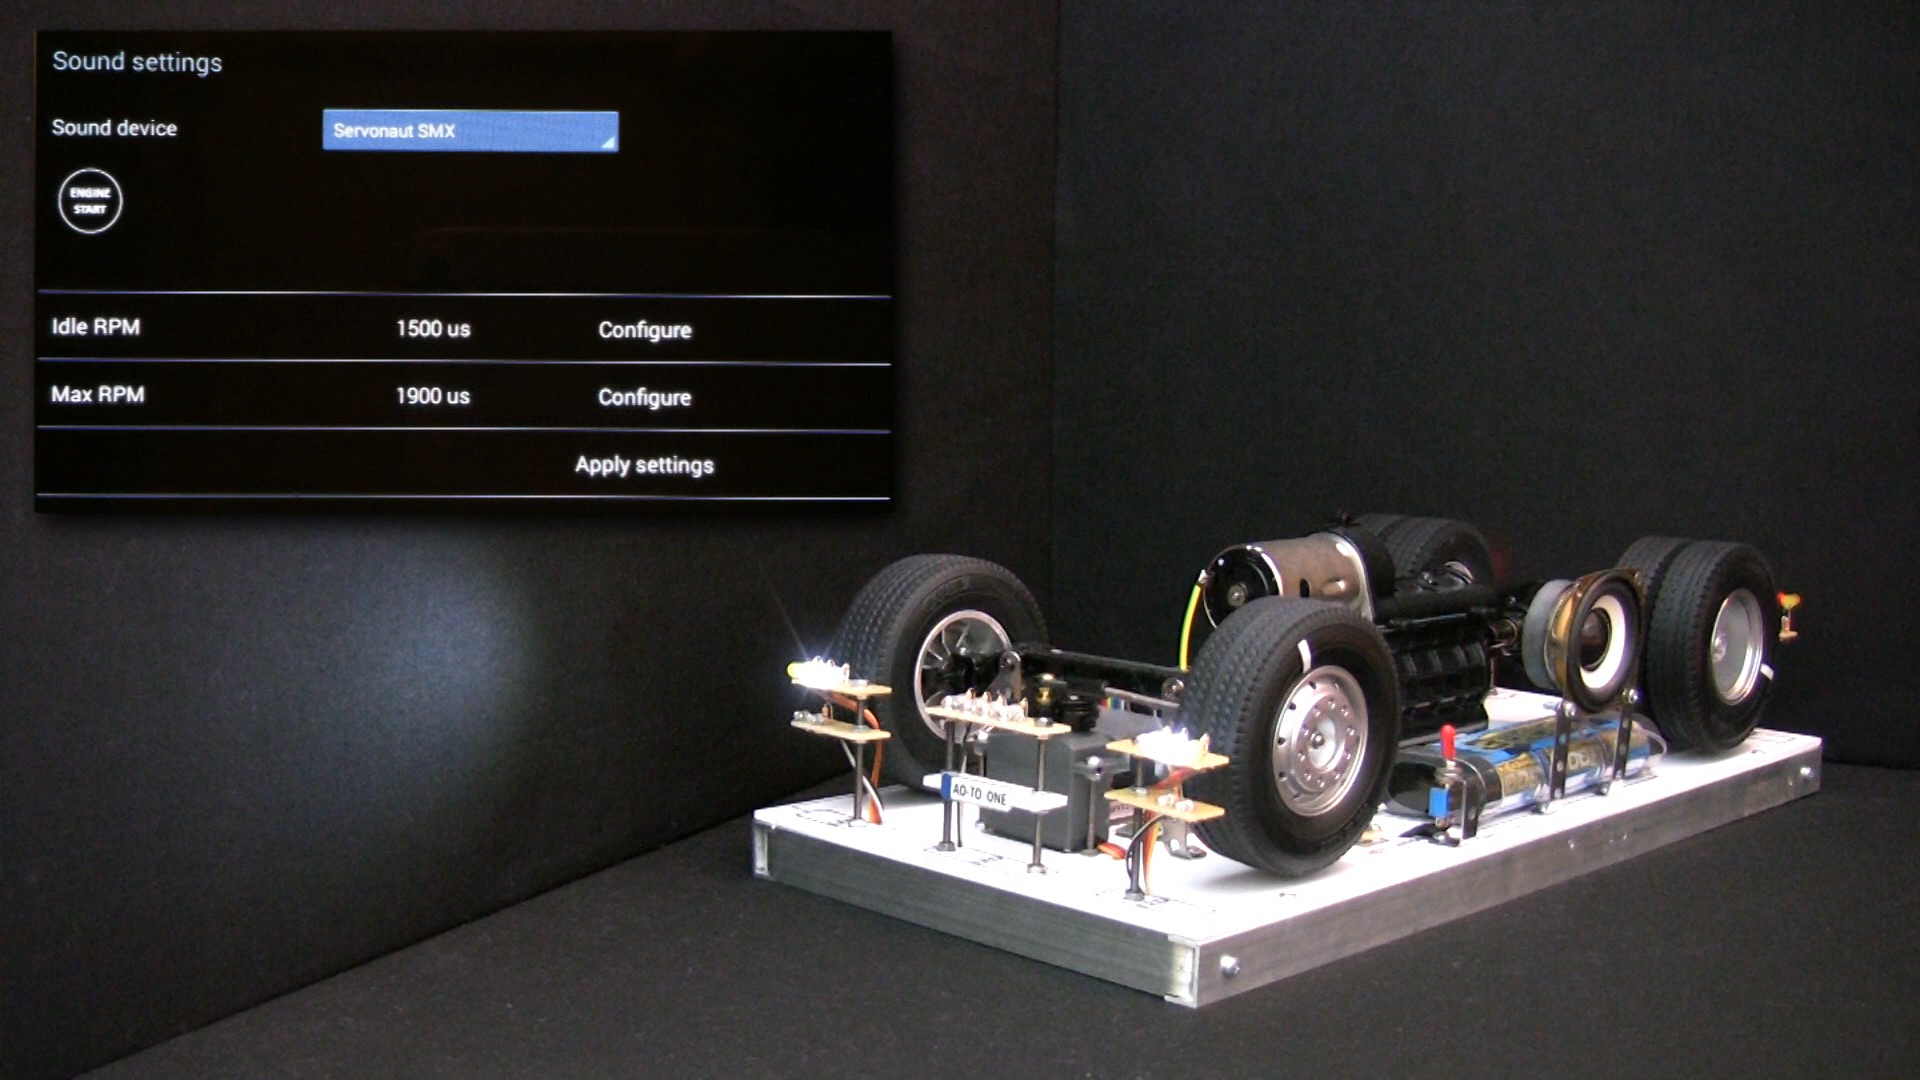 Sound settings
Sound device
Servonaut SMX
ENGINE
START
Idle RPM 1500 us Configure
Max RPM 1900 us Configure
Apply settings
AO-TO ONE